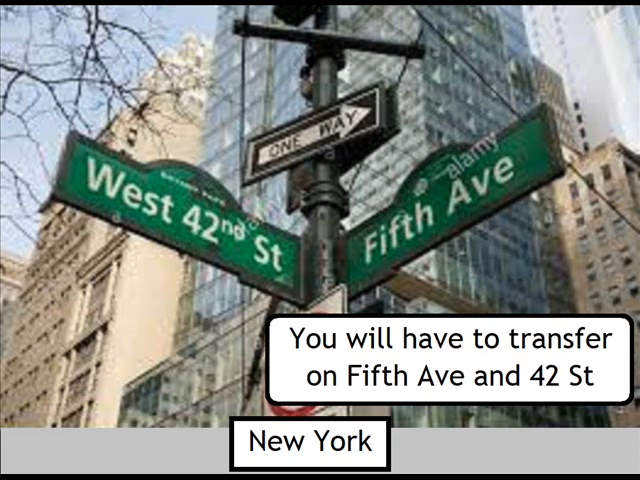 ONE WAY
West 42nd St
Fifth Ave
alamy
You will have to transfer
on Fifth Ave and 42 St
New York